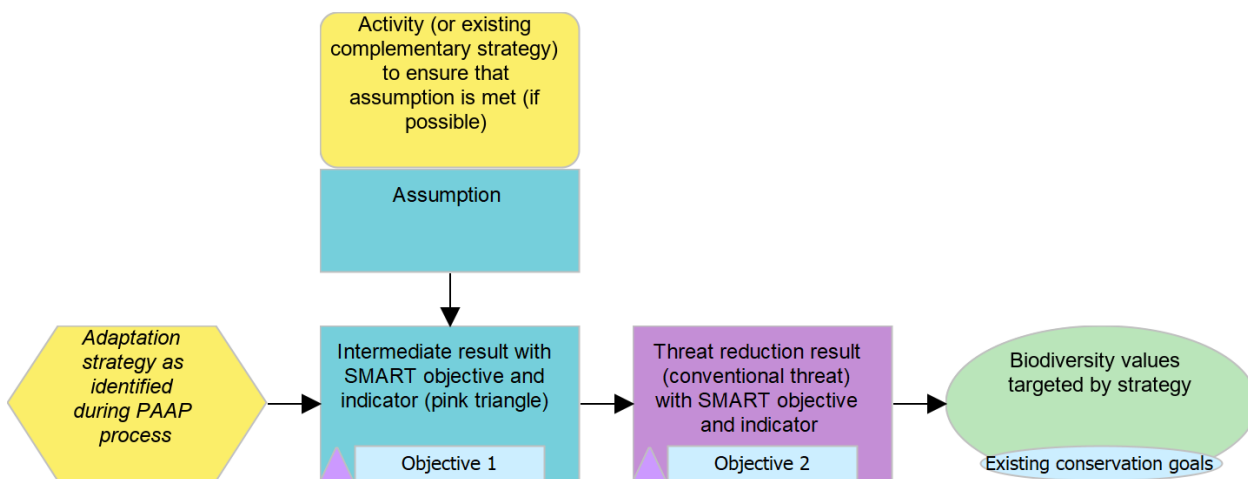 Activity (or existing
complementary strategy)
to ensure that
assumption is met (if
possible)
Assumption
Adaptation
strategy as
identified
during PAAP
process
Intermediate result with
SMART objective and
indicator (pink triangle)
Objective 1
Threat reduction result
(conventional threat)
with SMART objective
and indicator
Objective 2
Biodiversity values
targeted by strategy
Existing conservation goals